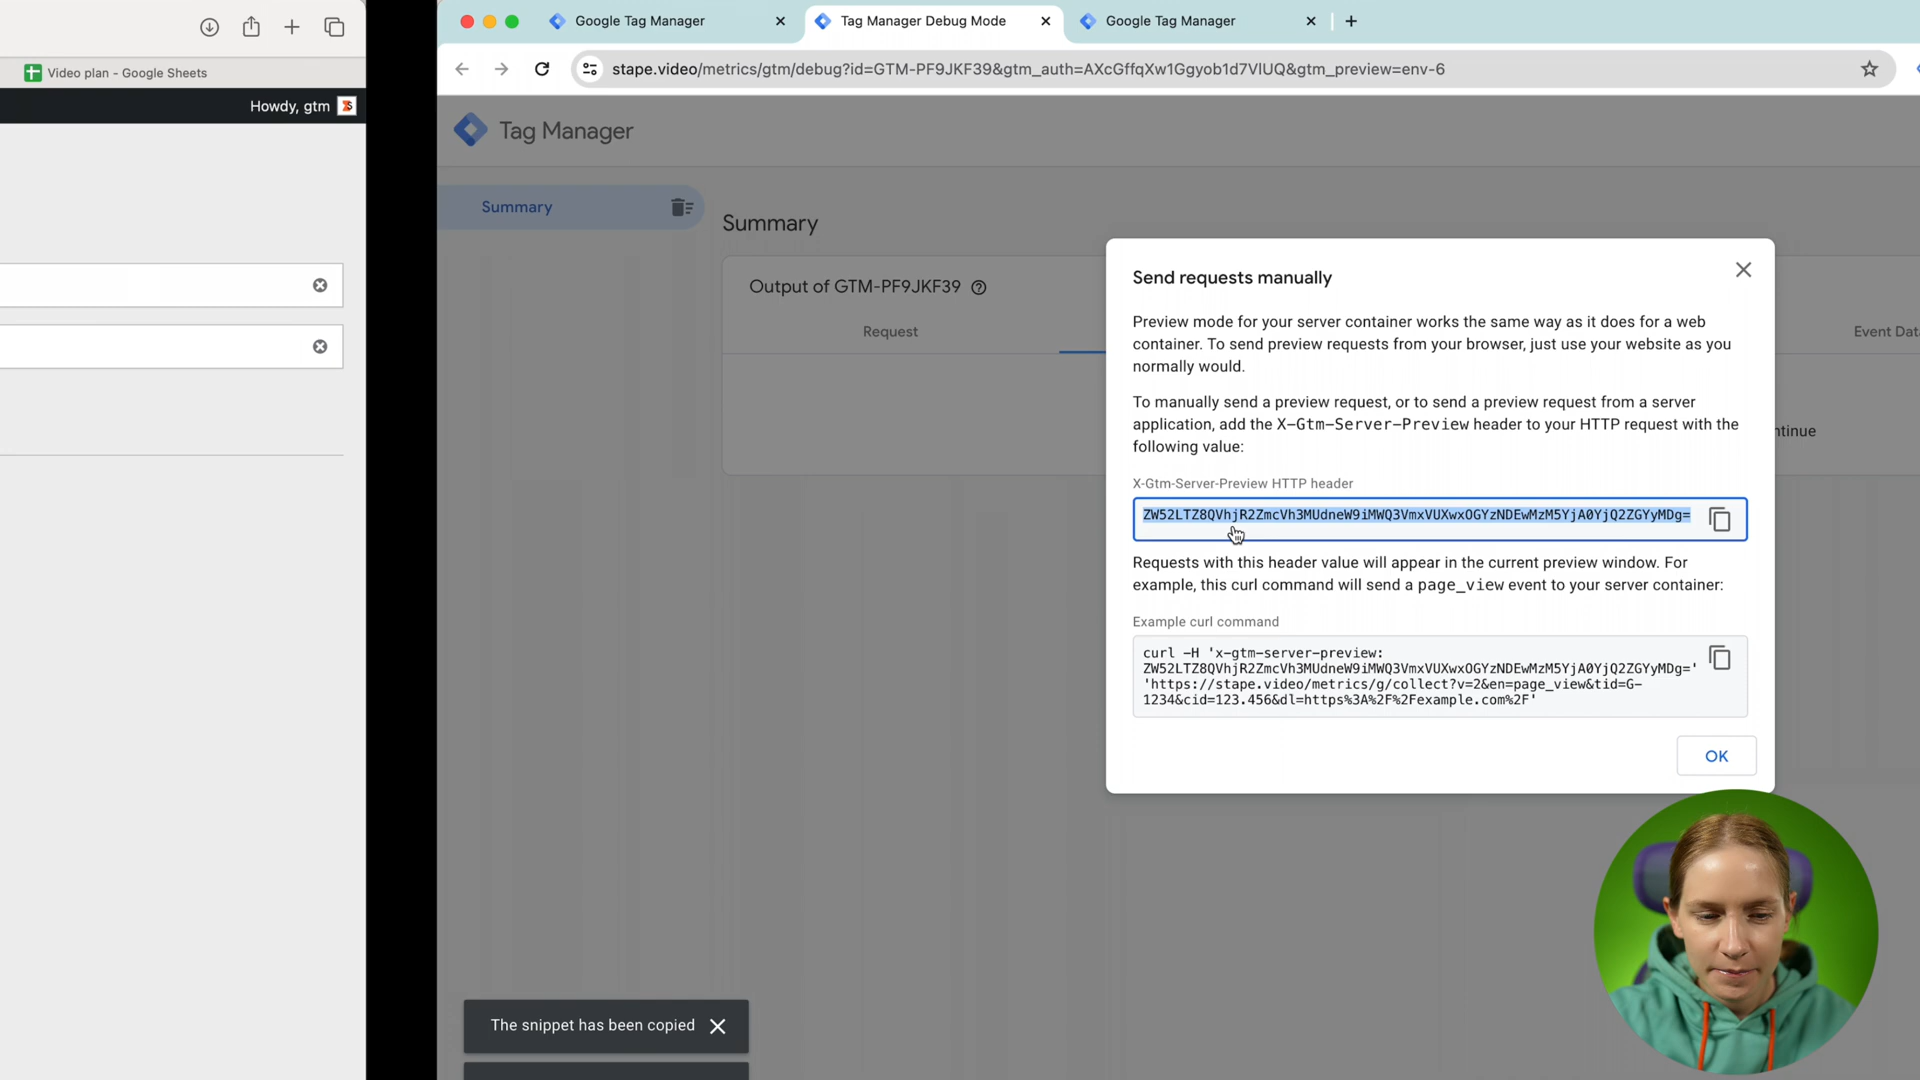 Video plan - Google Sheets
Howdy, gtm
Google Tag Manager
Tag Manager Debug Mode
Google Tag Manager
stape.video/metrics/gtm/debug?id=GTM-PF9JKF39&gtm_auth=AXcGffqXw1Ggyob1d7VlUQ&gtm_preview=env-6
Tag Manager
Summary
Summary
Output of GTM-PF9JKF39
Request
Event Data
ntinue
Send requests manually
Preview mode for your server container works the same way as it does for a web
container. To send preview requests from your browser, just use your website as you
normally would.
To manually send a preview request, or to send a preview request from a server
application, add the X-Gtm-Server-Preview header to your HTTP request with the
following value:
X-Gtm-Server-Preview HTTP header
ZW52LTZ8QVhjR2ZmcVh3MUdneW9iMWQ3VmxVUXwxOGYzNDEwMzM5YjA0YjQ2ZGYyMDg=
Requests with this header value will appear in the current preview window. For
example, this curl command will send a page_view event to your server container:
Example curl command
curl -H 'x-gtm-server-preview:
ZW52LTZ8QVhjR2ZmcVh3MUdneW9iMWQ3VmxVUXwxOGYzNDEwMzM5YjA0YjQ2ZGYyMDg='
'https://stape.video/metrics/g/collect?v=2&en=page_view&tid=G-
1234&cid=123.456&dl=https%3A%2F%2Fexample.com%2F'
OK
The snippet has been copied